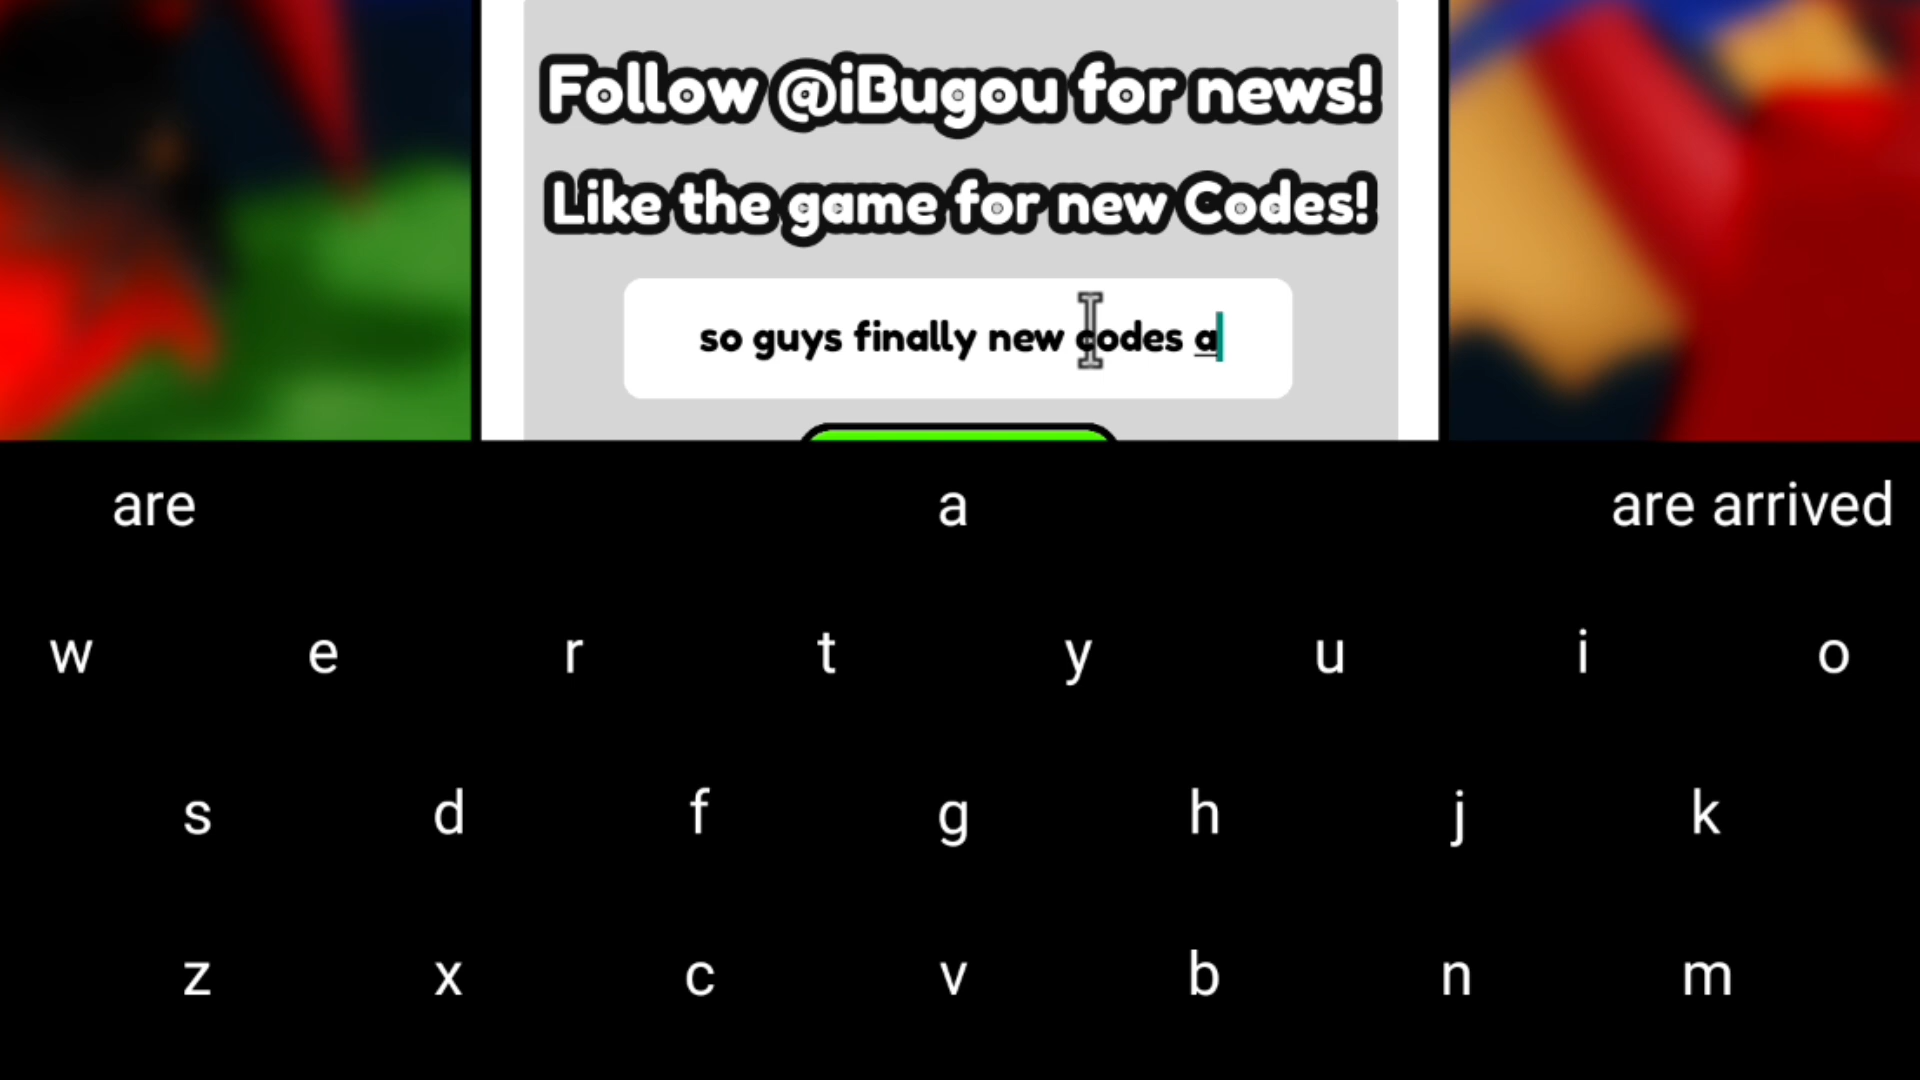 Follow @iBugou for news!
Like the game for new Codes!
so guys finally new codes a
are a are arrived
w e r t y u i o
s d f g h j k
z x c v b n m